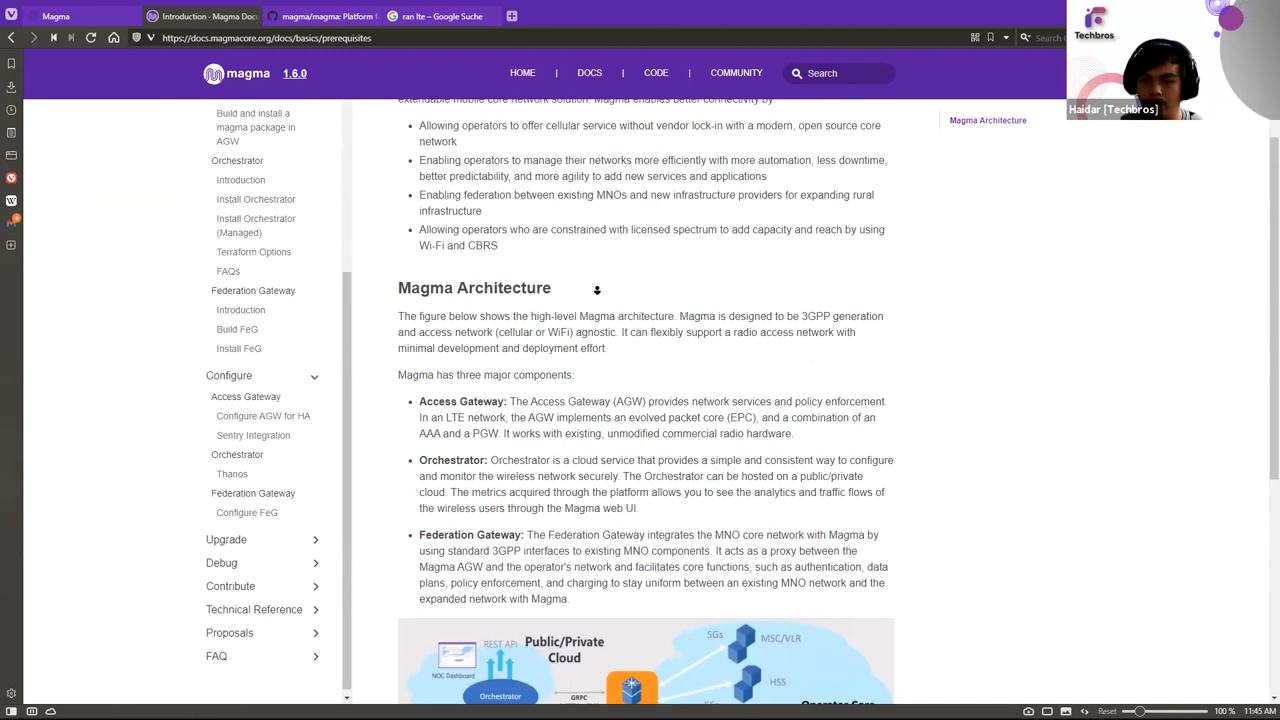 Magma
Introduction · Magma Doc
magma/magma: Platform f
ran lte – Google Suche
https://docs.magmacore.org/docs/basics/prerequisites
Search
Techbros
Haidar [Techbros]
magma
1.6.0
HOME | DOCS | CODE | COMMUNITY
Search
Build and install a
magma package in
AGW
Orchestrator
Introduction
Install Orchestrator
Install Orchestrator
(Managed)
Terraform Options
FAQs
Federation Gateway
Introduction
Build FeG
Install FeG
Configure
Access Gateway
Configure AGW for HA
Sentry Integration
Orchestrator
Thanos
Federation Gateway
Configure FeG
Upgrade
Debug
Contribute
Technical Reference
Proposals
FAQ
extendable mobile core network solution. Magma enables better connectivity by:
Allowing operators to offer cellular service without vendor lock-in with a modern, open source core
network
Enabling operators to manage their networks more efficiently with more automation, less downtime,
better predictability, and more agility to add new services and applications
Enabling federation between existing MNOs and new infrastructure providers for expanding rural
infrastructure
Allowing operators who are constrained with licensed spectrum to add capacity and reach by using
Wi-Fi and CBRS
Magma Architecture
The figure below shows the high-level Magma architecture. Magma is designed to be 3GPP generation
and access network (cellular or WiFi) agnostic. It can flexibly support a radio access network with
minimal development and deployment effort.
Magma has three major components:
Access Gateway: The Access Gateway (AGW) provides network services and policy enforcement.
In an LTE network, the AGW implements an evolved packet core (EPC), and a combination of an
AAA and a PGW. It works with existing, unmodified commercial radio hardware.
Orchestrator: Orchestrator is a cloud service that provides a simple and consistent way to configure
and monitor the wireless network securely. The Orchestrator can be hosted on a public/private
cloud. The metrics acquired through the platform allows you to see the analytics and traffic flows of
the wireless users through the Magma web UI.
Federation Gateway: The Federation Gateway integrates the MNO core network with Magma by
using standard 3GPP interfaces to existing MNO components. It acts as a proxy between the
Magma AGW and the operator's network and facilitates core functions, such as authentication, data
plans, policy enforcement, and charging to stay uniform between an existing MNO network and the
expanded network with Magma.
REST API
Public/Private
Cloud
SGs
MSC/VLR
NOC Dashboard
HSS
Orchestrator
GRPC
Magma Architecture
Reset
100 %
11:45 AM